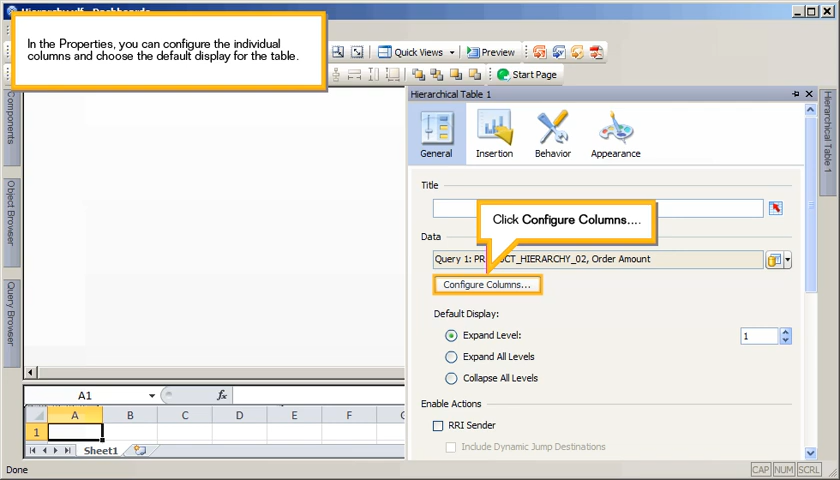 Hierarchy.xlf - Dashboards
In the Properties, you can configure the individual
columns and choose the default display for the table.
Quick Views
Preview
Start Page
Components
Object Browser
Query Browser
Hierarchical Table 1
Hierarchical Table 1
General
Insertion
Behavior
Appearance
Title
Click Configure Columns....
Data
Query 1: PR
CT_HIERARCHY_02, Order Amount
Configure Columns...
Default Display:
Expand Level:
1
Expand All Levels
Collapse All Levels
Enable Actions
RRI Sender
Include Dynamic Jump Destinations
A1
fx
A B C D E F
1
Sheet1
Done
CAP NUM SCRL